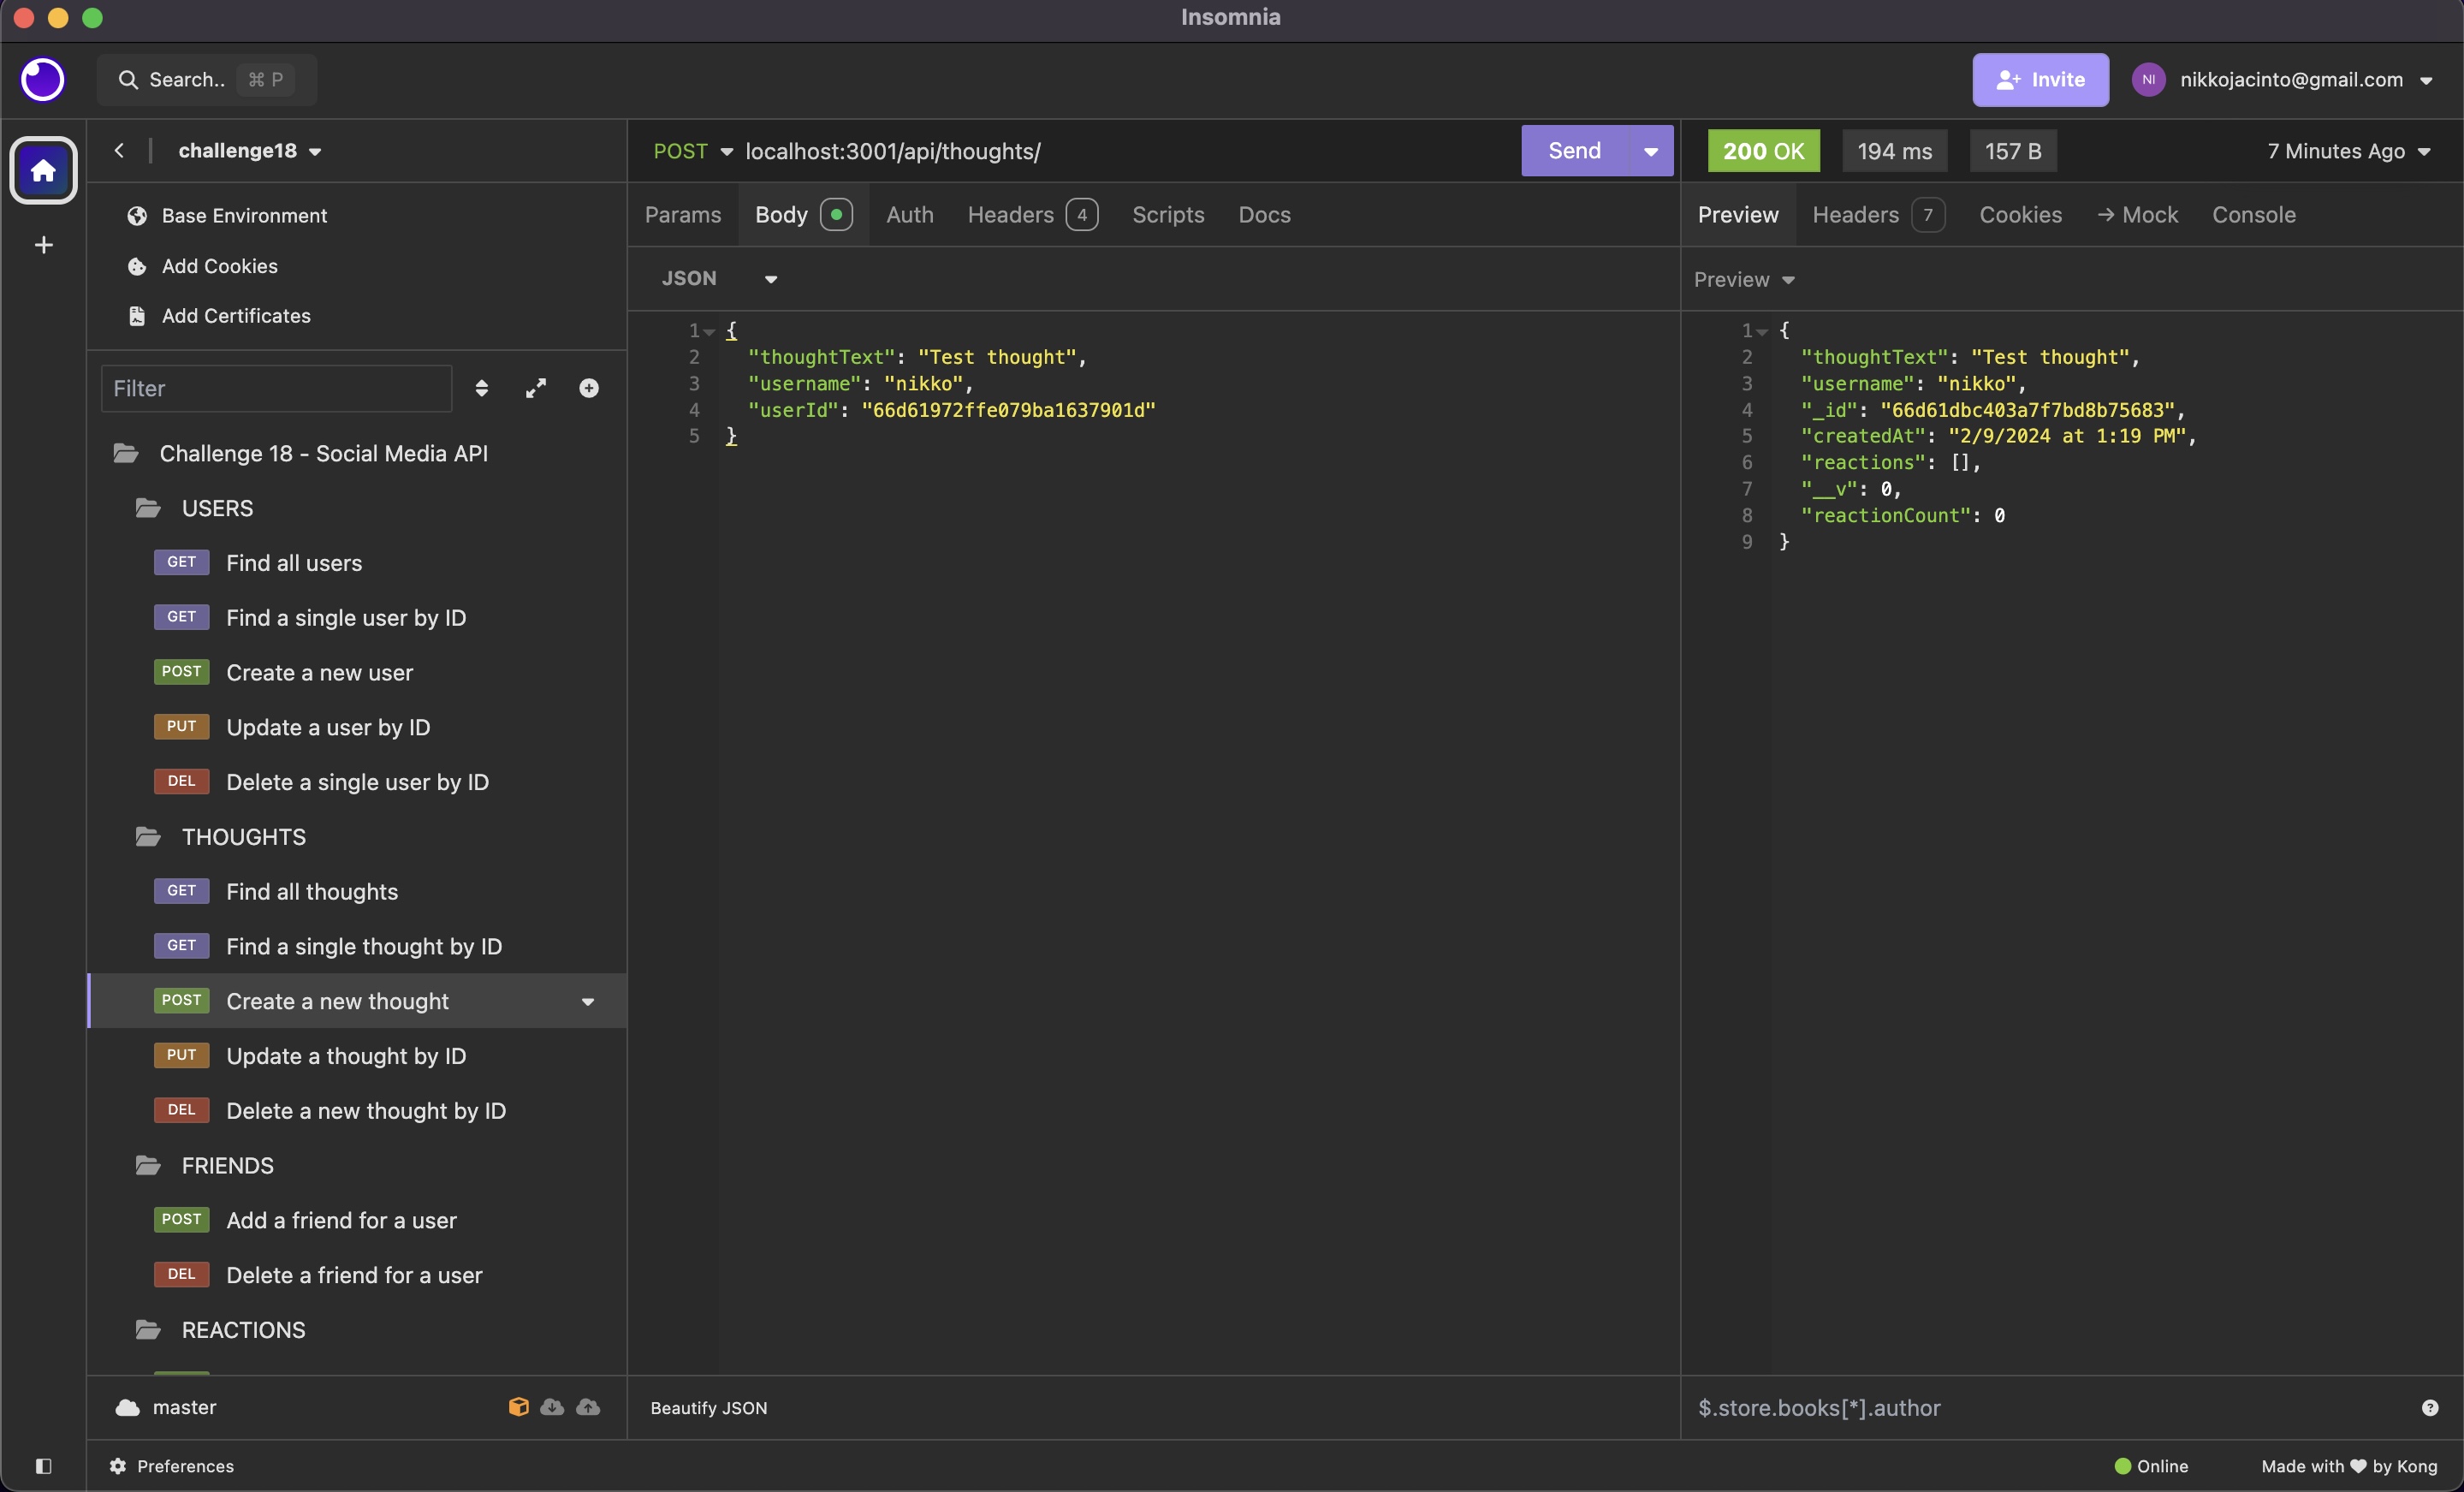 Insomnia
Search.. ⌘ P
Invite
NI
nikkojacinto@gmail.com
challenge18
Base Environment
Add Cookies
Add Certificates
Filter
Challenge 18 - Social Media API
USERS
GET Find all users
GET Find a single user by ID
POST Create a new user
PUT Update a user by ID
DEL Delete a single user by ID
THOUGHTS
GET Find all thoughts
GET Find a single thought by ID
POST Create a new thought
PUT Update a thought by ID
DEL Delete a new thought by ID
FRIENDS
POST Add a friend for a user
DEL Delete a friend for a user
REACTIONS
master
Preferences
POST localhost:3001/api/thoughts/
Send
Params Body Auth Headers 4 Scripts Docs
JSON
1 {
2 "thoughtText": "Test thought",
3 "username": "nikko",
4 "userId": "66d61972ffe079ba1637901d"
5 }
Beautify JSON
200 OK 194 ms 157 B 7 Minutes Ago
Preview Headers 7 Cookies → Mock Console
Preview
1 {
2 "thoughtText": "Test thought",
3 "username": "nikko",
4 "_id": "66d61dbc403a7f7bd8b75683",
5 "createdAt": "2/9/2024 at 1:19 PM",
6 "reactions": [],
7 "__v": 0,
8 "reactionCount": 0
9 }
$.store.books[*].author
Online
Made with ♥ by Kong